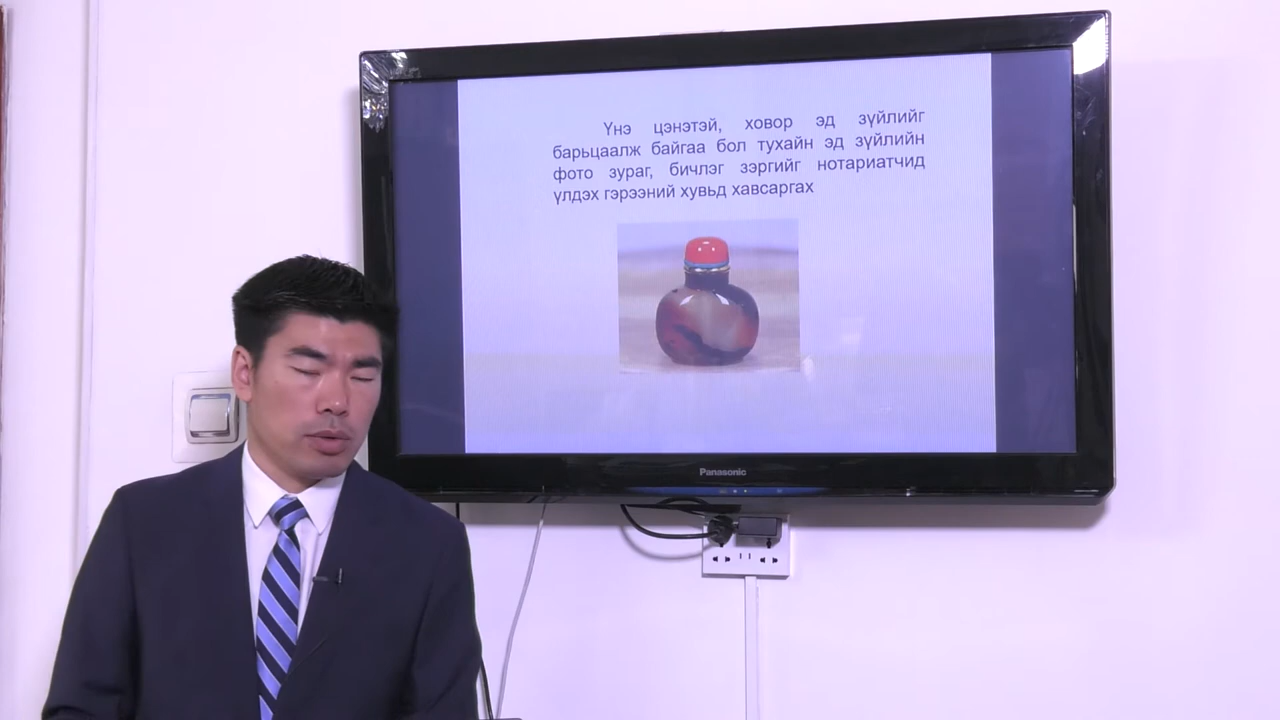 Үнэ цэнэтэй, ховор эд зүйлийг
барьцаалж байгаа бол тухайн эд зүйлийн
фото зураг, бичлэг зэргийг нотариатчид
үлдэх гэрээний хувьд хавсаргах
Panasonic